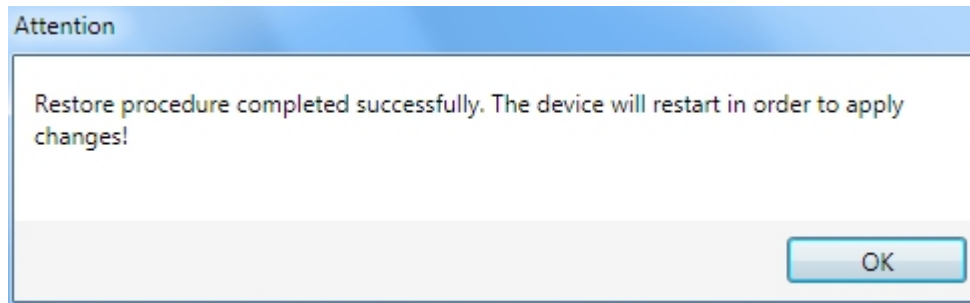 Attention
Restore procedure completed successfully. The device will restart in order to apply
changes!
OK